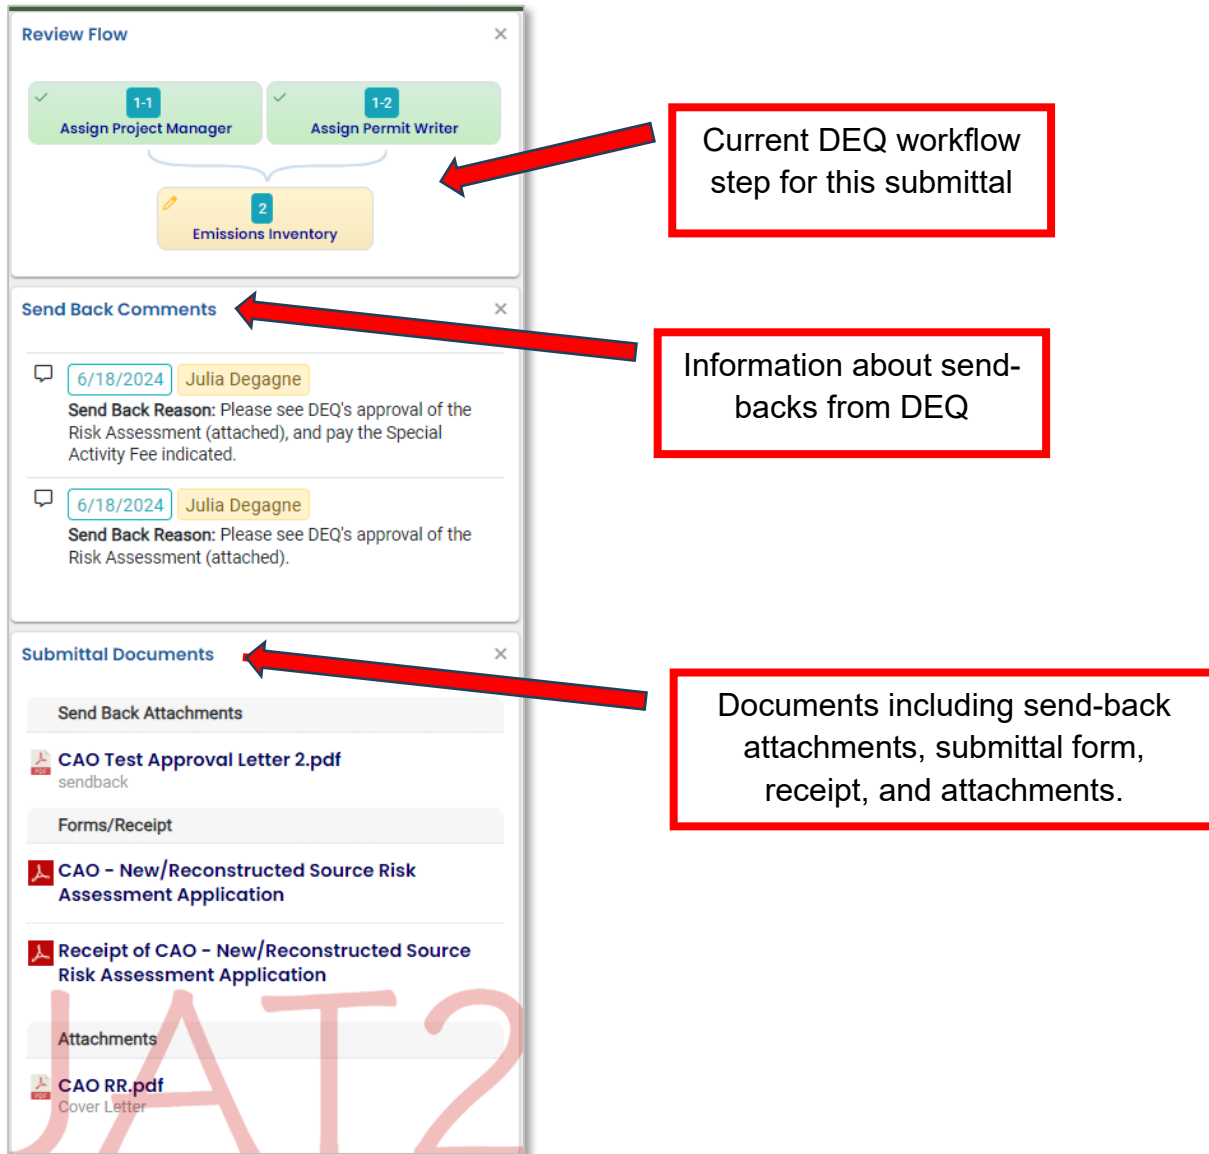 Review Flow
1-1
Assign Project Manager
1-2
Assign Permit Writer
2
Emissions Inventory
Current DEQ workflow
step for this submittal
Send Back Comments
6/18/2024 Julia Degagne
Send Back Reason: Please see DEQ's approval of the
Risk Assessment (attached), and pay the Special
Activity Fee indicated.
6/18/2024 Julia Degagne
Send Back Reason: Please see DEQ's approval of the
Risk Assessment (attached).
Information about send-
backs from DEQ
Submittal Documents
Send Back Attachments
PDF
CAO Test Approval Letter 2.pdf
sendback
Forms/Receipt
CAO - New/Reconstructed Source Risk
Assessment Application
Receipt of CAO - New/Reconstructed Source
Risk Assessment Application
Attachments
PDF
CAO RR.pdf
Cover Letter
UAT2
Documents including send-back
attachments, submittal form,
receipt, and attachments.